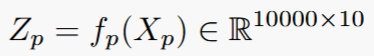 Z_p = f_p(X_p) ∈ ℝ^{10000×10}